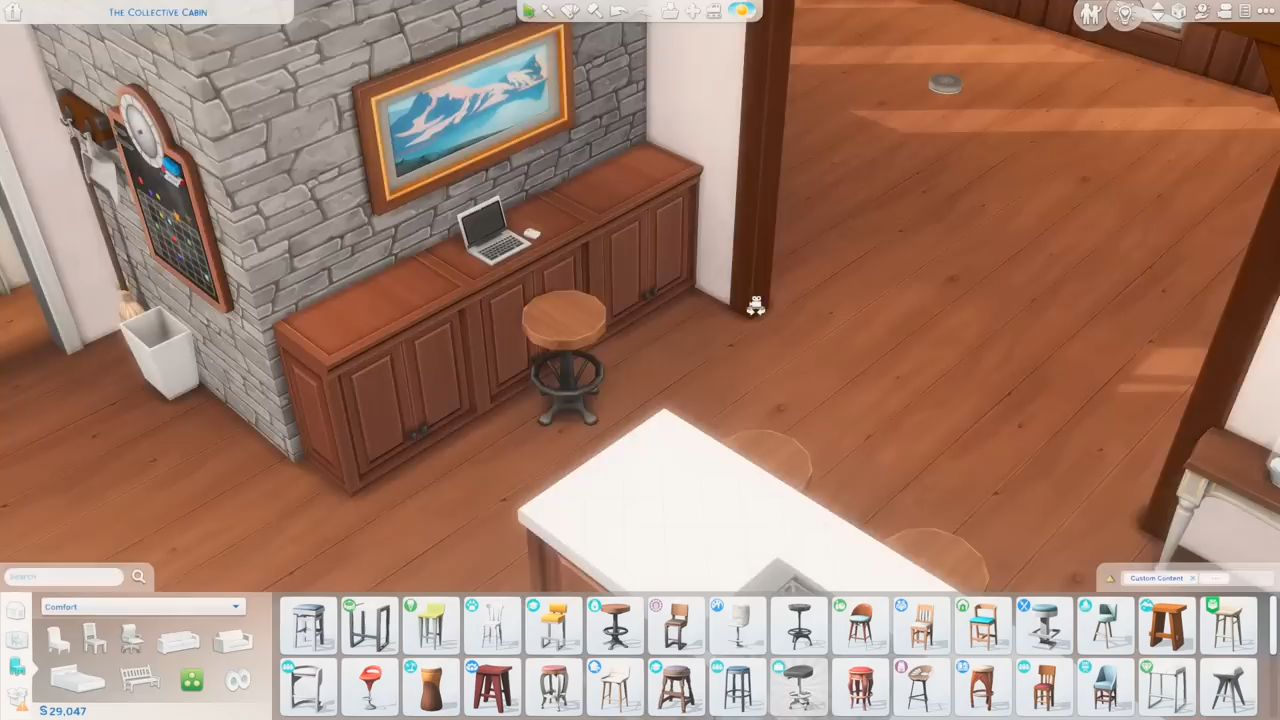 THE COLLECTIVE CABIN
Search
Custom Content
Comfort
§29,047